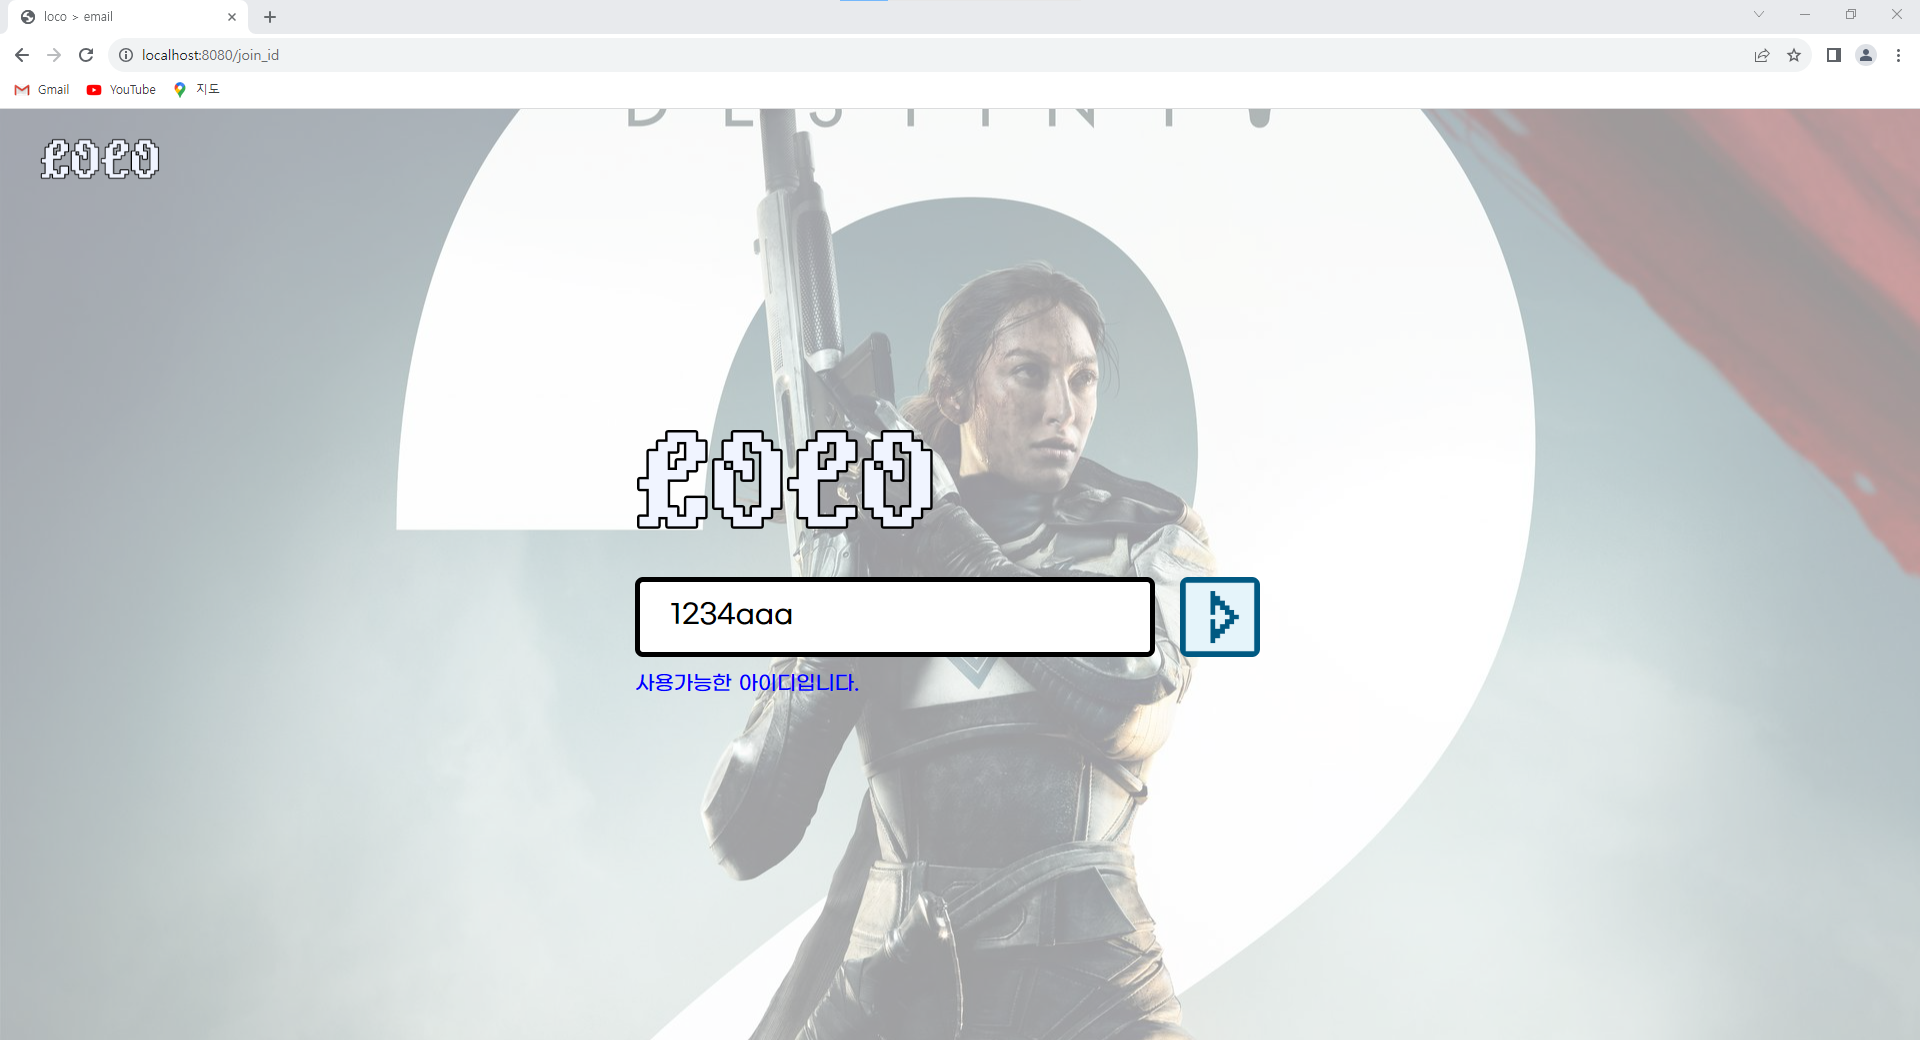 loco > email
localhost:8080/join_id
Gmail
YouTube
지도
DESTINY
loco
loco
1234aaa
사용가능한 아이디입니다.